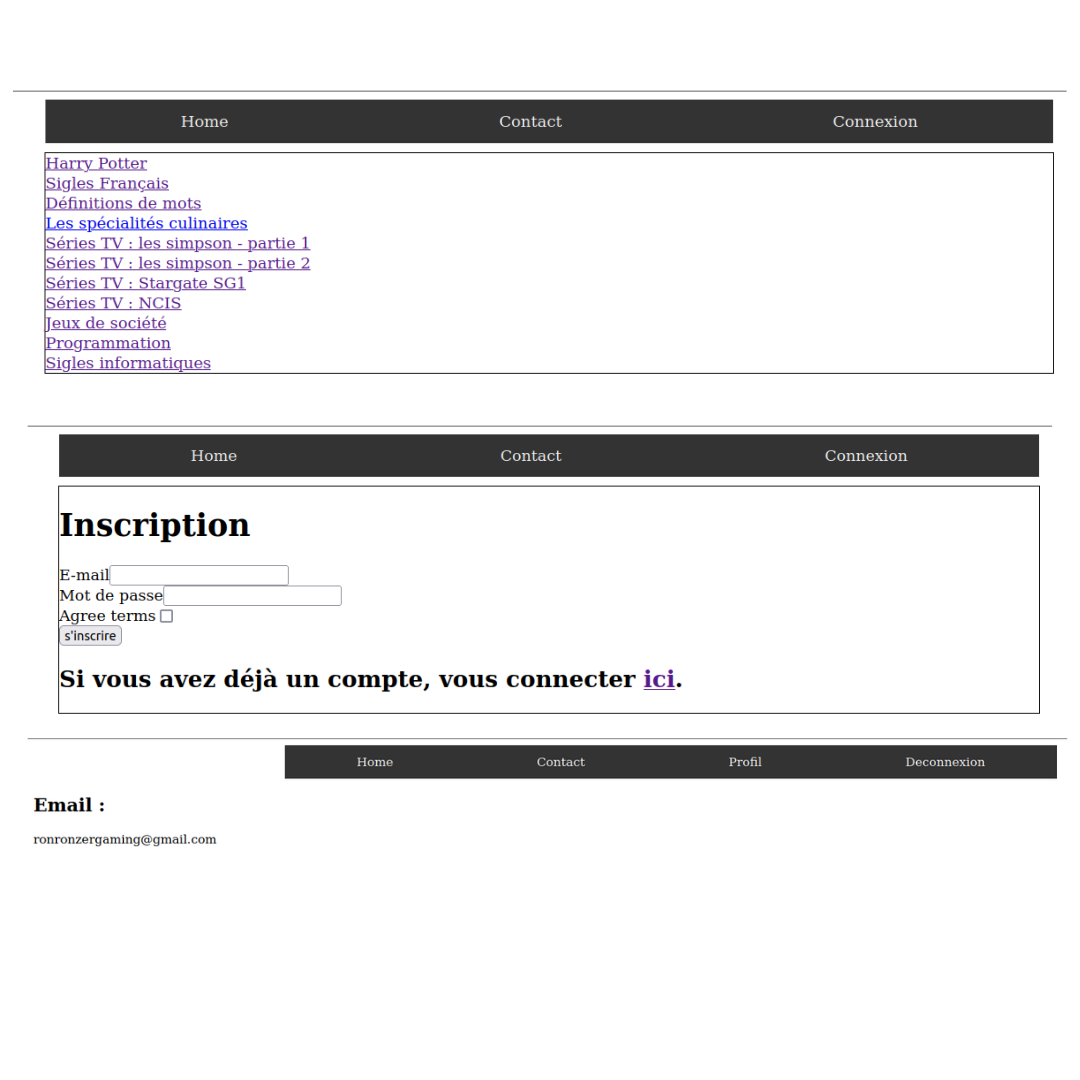 Home Contact Connexion
Harry Potter
Sigles Français
Définitions de mots
Les spécialités culinaires
Séries TV : les simpson - partie 1
Séries TV : les simpson - partie 2
Séries TV : Stargate SG1
Séries TV : NCIS
Jeux de société
Programmation
Sigles informatiques
Home Contact Connexion
Inscription
E-mail
Mot de passe
Agree terms
s'inscrire
Si vous avez déjà un compte, vous connecter ici.
Home Contact Profil Deconnexion
Email :
ronronzergaming@gmail.com